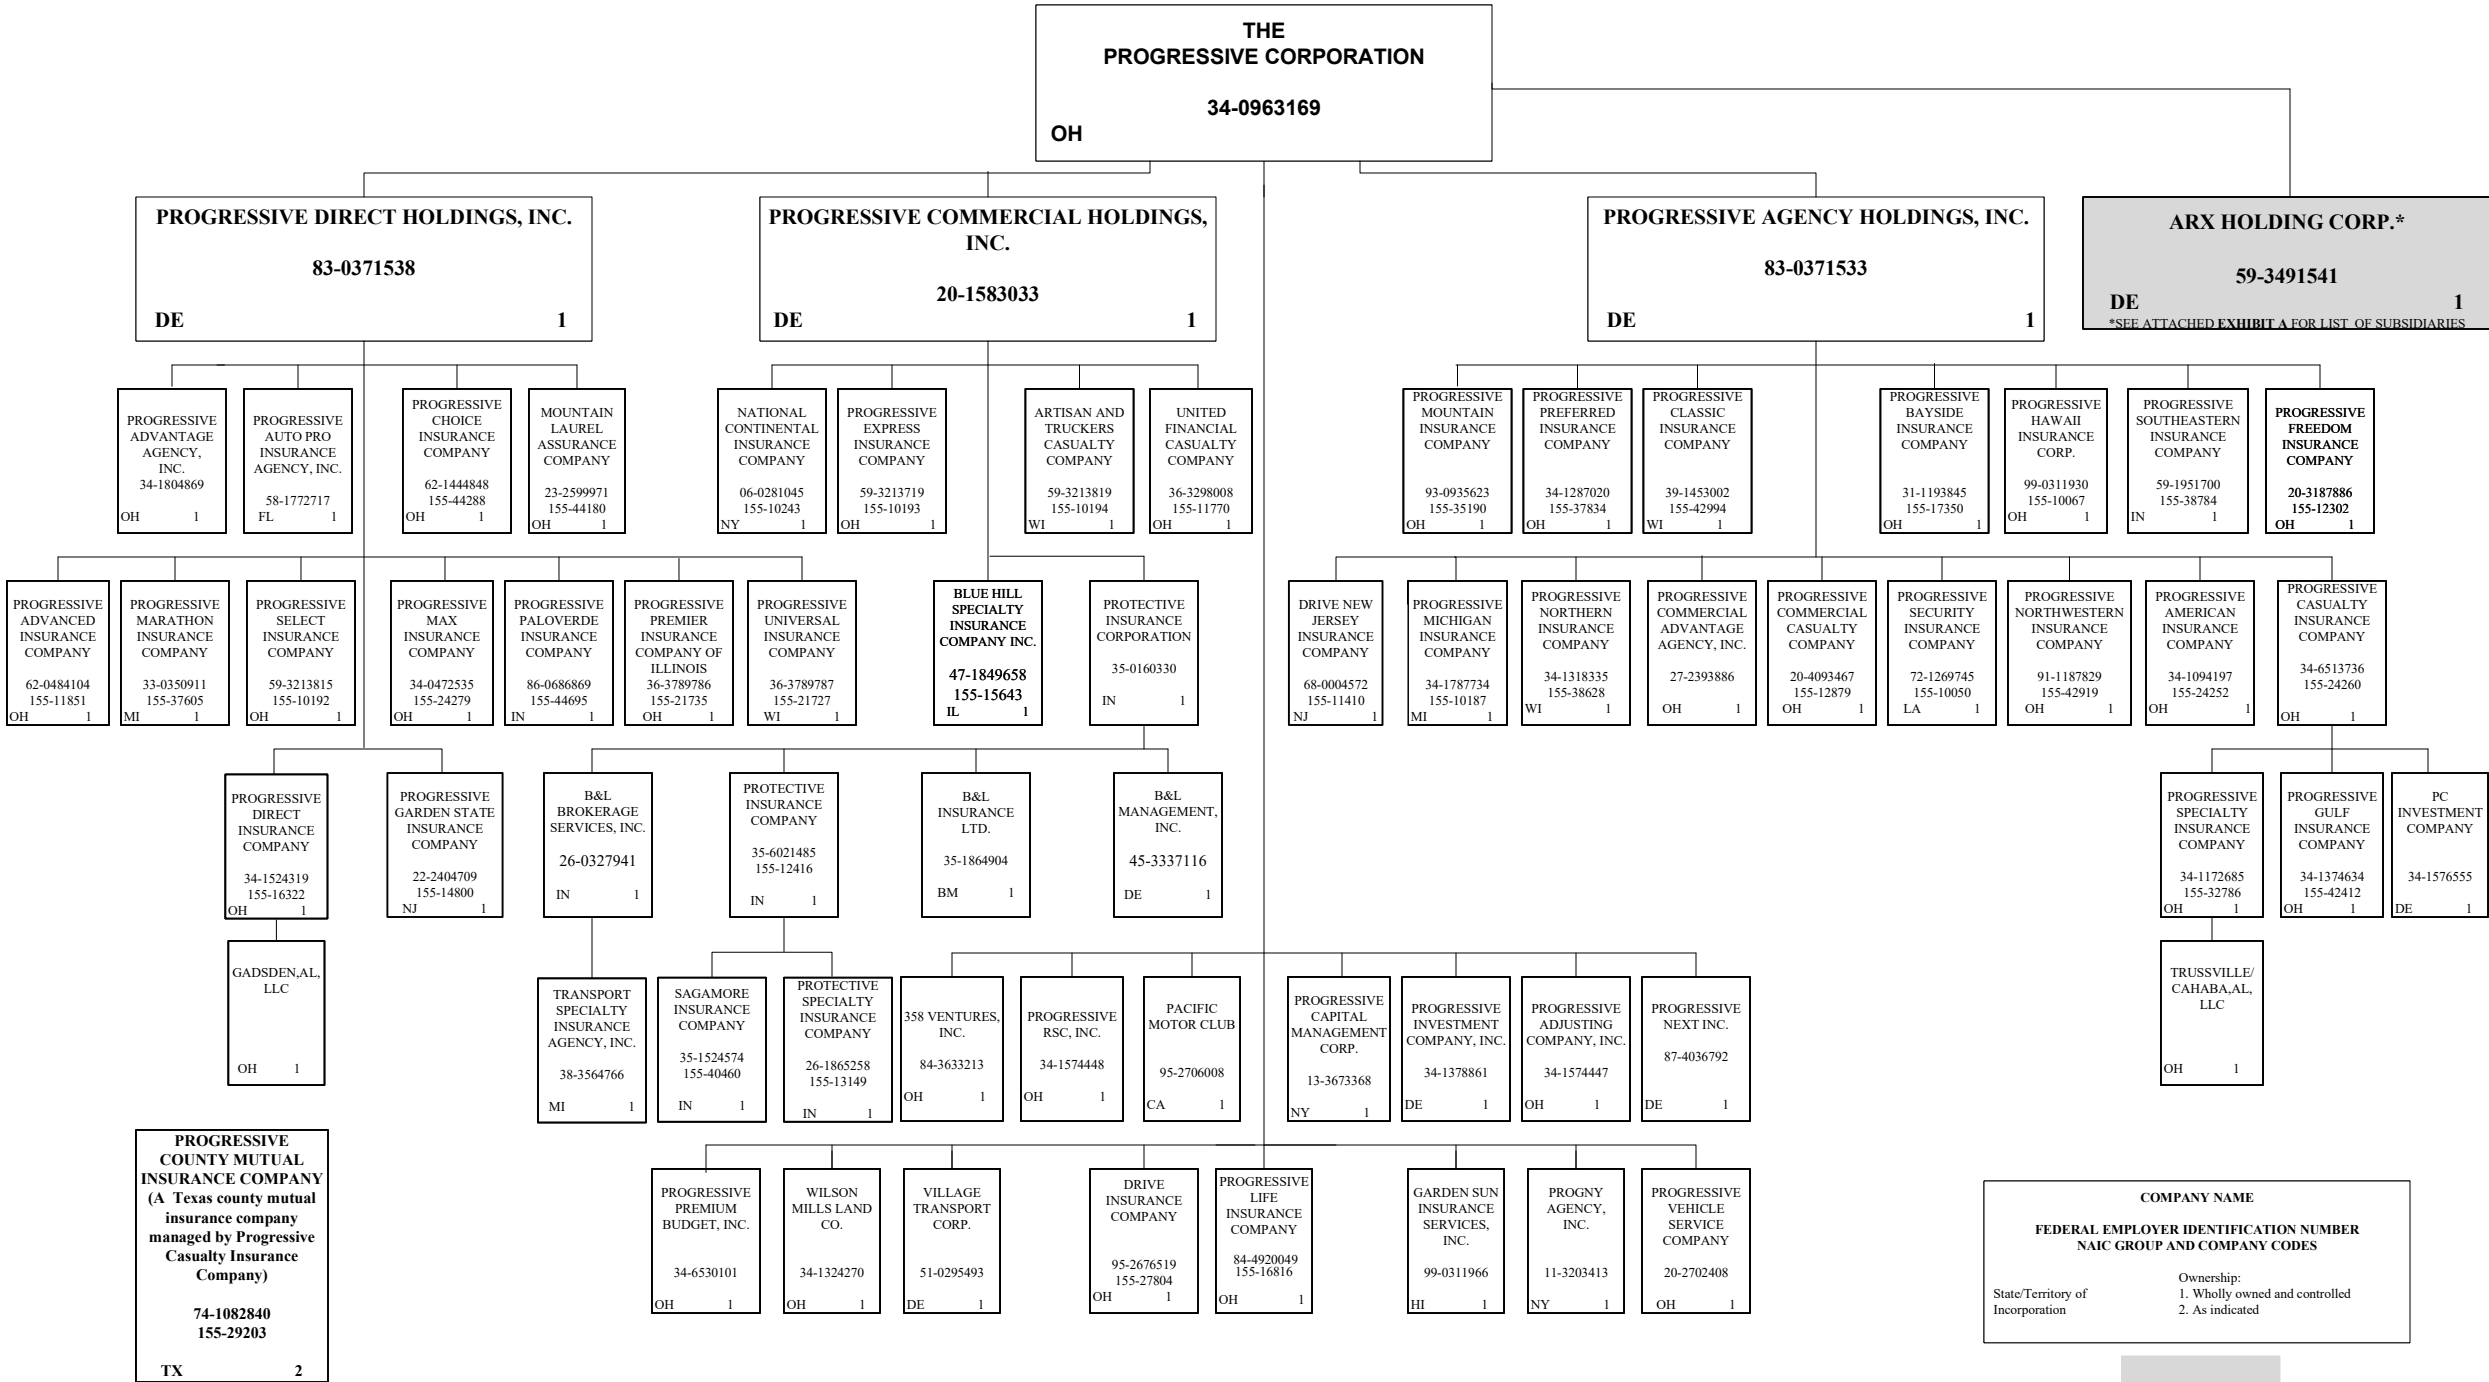 THE
PROGRESSIVE CORPORATION
34-0963169
OH
PROGRESSIVE DIRECT HOLDINGS, INC.
83-0371538
DE 1
PROGRESSIVE COMMERCIAL HOLDINGS,
INC.
20-1583033
DE 1
PROGRESSIVE AGENCY HOLDINGS, INC.
83-0371533
DE 1
ARX HOLDING CORP.*
59-3491541
DE 1
*SEE ATTACHED EXHIBIT A FOR LIST OF SUBSIDIARIES
PROGRESSIVE
ADVANTAGE
AGENCY,
INC.
34-1804869
OH 1
PROGRESSIVE
AUTO PRO
INSURANCE
AGENCY, INC.
58-1772717
FL 1
PROGRESSIVE
CHOICE
INSURANCE
COMPANY
62-1444848
155-44288
OH 1
MOUNTAIN
LAUREL
ASSURANCE
COMPANY
23-2599971
155-44180
OH 1
NATIONAL
CONTINENTAL
INSURANCE
COMPANY
06-0281045
155-10243
NY 1
PROGRESSIVE
EXPRESS
INSURANCE
COMPANY
59-3213719
155-10193
OH 1
ARTISAN AND
TRUCKERS
CASUALTY
COMPANY
59-3213819
155-10194
WI 1
UNITED
FINANCIAL
CASUALTY
COMPANY
36-3298008
155-11770
OH 1
PROGRESSIVE
MOUNTAIN
INSURANCE
COMPANY
93-0935623
155-35190
OH 1
PROGRESSIVE
PREFERRED
INSURANCE
COMPANY
34-1287020
155-37834
OH 1
PROGRESSIVE
CLASSIC
INSURANCE
COMPANY
39-1453002
155-42994
WI 1
PROGRESSIVE
BAYSIDE
INSURANCE
COMPANY
31-1193845
155-17350
OH 1
PROGRESSIVE
HAWAII
INSURANCE
CORP.
99-0311930
155-10067
OH 1
PROGRESSIVE
SOUTHEASTERN
INSURANCE
COMPANY
59-1951700
155-38784
IN 1
PROGRESSIVE
FREEDOM
INSURANCE
COMPANY
20-3187886
155-12302
OH 1
PROGRESSIVE
ADVANCED
INSURANCE
COMPANY
62-0484104
155-11851
OH 1
PROGRESSIVE
MARATHON
INSURANCE
COMPANY
33-0350911
155-37605
MI 1
PROGRESSIVE
SELECT
INSURANCE
COMPANY
59-3213815
155-10192
OH 1
PROGRESSIVE
MAX
INSURANCE
COMPANY
34-0472535
155-24279
OH 1
PROGRESSIVE
PALOVERDE
INSURANCE
COMPANY
86-0686869
155-44695
IN 1
PROGRESSIVE
PREMIER
INSURANCE
COMPANY OF
ILLINOIS
36-3789786
155-21735
OH 1
PROGRESSIVE
UNIVERSAL
INSURANCE
COMPANY
36-3789787
155-21727
WI 1
BLUE HILL
SPECIALTY
INSURANCE
COMPANY INC.
47-1849658
155-15643
IL 1
PROTECTIVE
INSURANCE
CORPORATION
35-0160330
IN 1
DRIVE NEW
JERSEY
INSURANCE
COMPANY
68-0004572
155-11410
NJ 1
PROGRESSIVE
MICHIGAN
INSURANCE
COMPANY
34-1787734
155-10187
MI 1
PROGRESSIVE
NORTHERN
INSURANCE
COMPANY
34-1318335
155-38628
WI 1
PROGRESSIVE
COMMERCIAL
ADVANTAGE
AGENCY, INC.
27-2393886
OH 1
PROGRESSIVE
COMMERCIAL
CASUALTY
COMPANY
20-4093467
155-12879
OH 1
PROGRESSIVE
SECURITY
INSURANCE
COMPANY
72-1269745
155-10050
LA 1
PROGRESSIVE
NORTHWESTERN
INSURANCE
COMPANY
91-1187829
155-42919
OH 1
PROGRESSIVE
AMERICAN
INSURANCE
COMPANY
34-1094197
155-24252
OH 1
PROGRESSIVE
CASUALTY
INSURANCE
COMPANY
34-6513736
155-24260
OH 1
PROGRESSIVE
DIRECT
INSURANCE
COMPANY
34-1524319
155-16322
OH 1
PROGRESSIVE
GARDEN STATE
INSURANCE
COMPANY
22-2404709
155-14800
NJ 1
B&L
BROKERAGE
SERVICES, INC.
26-0327941
IN 1
PROTECTIVE
INSURANCE
COMPANY
35-6021485
155-12416
IN 1
B&L
INSURANCE
LTD.
35-1864904
BM 1
B&L
MANAGEMENT,
INC.
45-3337116
DE 1
PROGRESSIVE
SPECIALTY
INSURANCE
COMPANY
34-1172685
155-32786
OH 1
PROGRESSIVE
GULF
INSURANCE
COMPANY
34-1374634
155-42412
OH 1
PC
INVESTMENT
COMPANY
34-1576555
DE 1
GADSDEN,AL,
LLC
OH 1
TRANSPORT
SPECIALTY
INSURANCE
AGENCY, INC.
38-3564766
MI 1
SAGAMORE
INSURANCE
COMPANY
35-1524574
155-40460
IN 1
PROTECTIVE
SPECIALTY
INSURANCE
COMPANY
26-1865258
155-13149
IN 1
358 VENTURES,
INC.
84-3633213
OH 1
PROGRESSIVE
RSC, INC.
34-1574448
OH 1
PACIFIC
MOTOR CLUB
95-2706008
CA 1
PROGRESSIVE
CAPITAL
MANAGEMENT
CORP.
13-3673368
NY 1
PROGRESSIVE
INVESTMENT
COMPANY, INC.
34-1378861
DE 1
PROGRESSIVE
ADJUSTING
COMPANY, INC.
34-1574447
OH 1
PROGRESSIVE
NEXT INC.
87-4036792
DE 1
TRUSSVILLE/
CAHABA,AL,
LLC
OH 1
PROGRESSIVE
COUNTY MUTUAL
INSURANCE COMPANY
(A Texas county mutual
insurance company
managed by Progressive
Casualty Insurance
Company)
74-1082840
155-29203
TX 2
PROGRESSIVE
PREMIUM
BUDGET, INC.
34-6530101
OH 1
WILSON
MILLS LAND
CO.
34-1324270
OH 1
VILLAGE
TRANSPORT
CORP.
51-0295493
DE 1
DRIVE
INSURANCE
COMPANY
95-2676519
155-27804
OH 1
PROGRESSIVE
LIFE
INSURANCE
COMPANY
84-4920049
155-16816
OH 1
GARDEN SUN
INSURANCE
SERVICES,
INC.
99-0311966
HI 1
PROGNY
AGENCY,
INC.
11-3203413
NY 1
PROGRESSIVE
VEHICLE
SERVICE
COMPANY
20-2702408
OH 1
COMPANY NAME
FEDERAL EMPLOYER IDENTIFICATION NUMBER
NAIC GROUP AND COMPANY CODES
Ownership:
State/Territory of 1. Wholly owned and controlled
Incorporation 2. As indicated